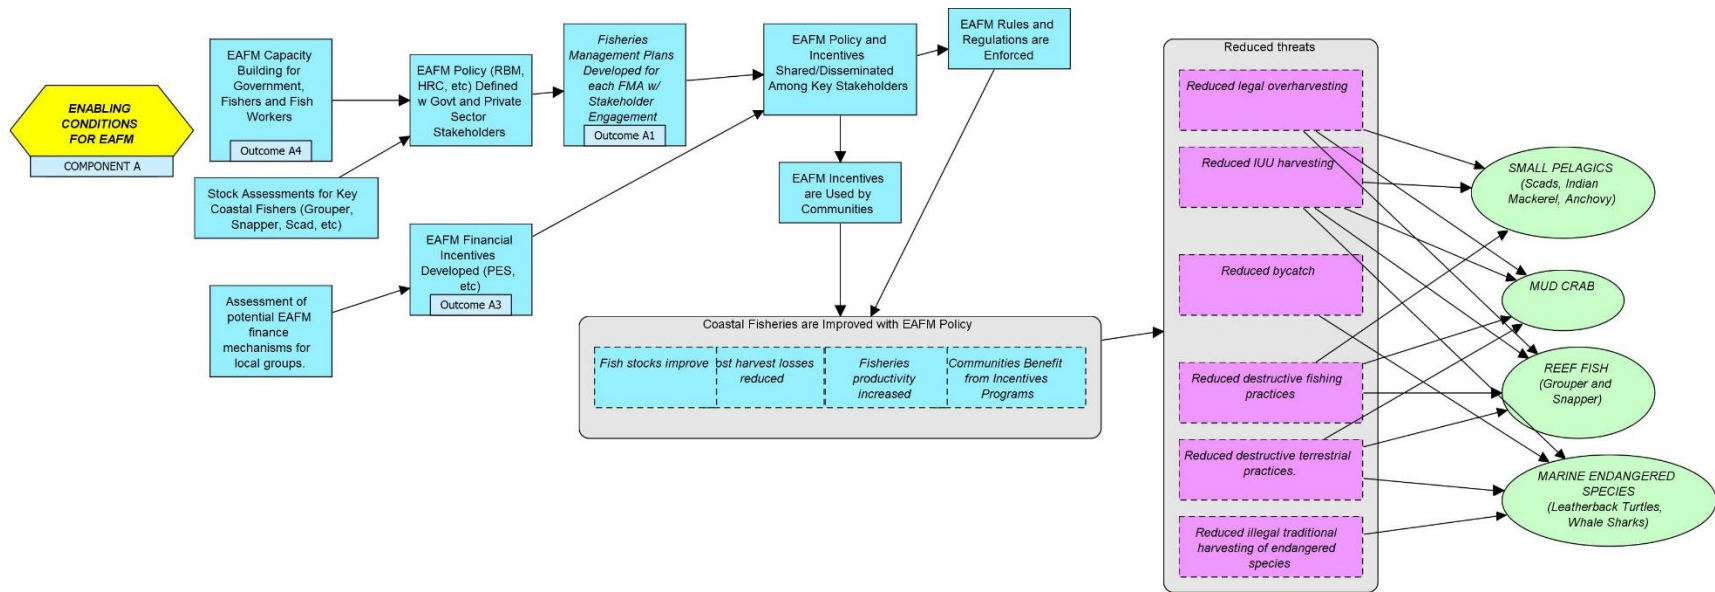 ENABLING
CONDITIONS
FOR EAFM
COMPONENT A
EAFM Capacity
Building for
Government,
Fishers and Fish
Workers
Outcome A4
Stock Assessments for Key
Coastal Fishers (Grouper,
Snapper, Scad, etc)
Assessment of
potential EAFM
finance
mechanisms for
local groups.
EAFM Policy (RBM,
HRC, etc) Defined
w Govt and Private
Sector
Stakeholders
EAFM Financial
Incentives
Developed (PES,
etc)
Outcome A3
Fisheries
Management Plans
Developed for
each FMA w/
Stakeholder
Engagement
Outcome A1
EAFM Policy and
Incentives
Shared/Disseminated
Among Key Stakeholders
EAFM Rules and
Regulations are
Enforced
EAFM Incentives
are Used by
Communities
Coastal Fisheries are Improved with EAFM Policy
Fish stocks improve
ost harvest losses
reduced
Fisheries
productivity
increased
Communities Benefit
from Incentives
Programs
Reduced threats
Reduced legal overharvesting
Reduced IUU harvesting
Reduced bycatch
Reduced destructive fishing
practices
Reduced destructive terrestrial
practices.
Reduced illegal traditional
harvesting of endangered
species
SMALL PELAGICS
(Scads, Indian
Mackerel, Anchovy)
MUD CRAB
REEF FISH
(Grouper and
Snapper)
MARINE ENDANGERED
SPECIES
(Leatherback Turtles,
Whale Sharks)